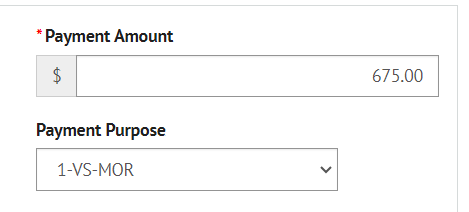 * Payment Amount
$ 675.00
Payment Purpose
1-VS-MOR